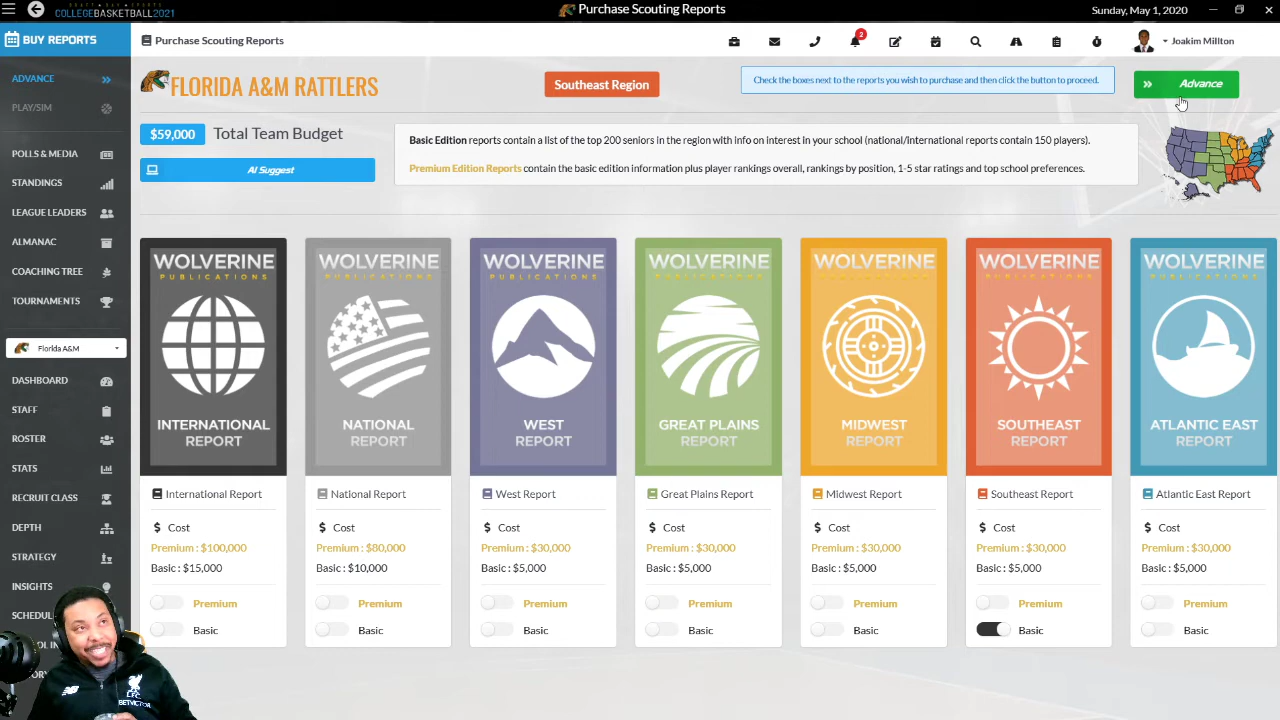 DRAFT DAY SPORTS
COLLEGEBASKETBALL2021
Purchase Scouting Reports
Sunday, May 1, 2020
BUY REPORTS
Purchase Scouting Reports
2
Joakim Millton
ADVANCE
PLAY/SIM
POLLS & MEDIA
STANDINGS
LEAGUE LEADERS
ALMANAC
COACHING TREE
TOURNAMENTS
Florida A&M
DASHBOARD
STAFF
ROSTER
STATS
RECRUIT CLASS
DEPTH
STRATEGY
INSIGHTS
SCHEDUL
FLORIDA A&M RATTLERS
Southeast Region
Check the boxes next to the reports you wish to purchase and then click the button to proceed.
Advance
$59,000 Total Team Budget
AI Suggest
Basic Edition reports contain a list of the top 200 seniors in the region with info on interest in your school (national/international reports contain 150 players).
Premium Edition Reports contain the basic edition information plus player rankings overall, rankings by position, 1-5 star ratings and top school preferences.
WOLVERINE
PUBLICATIONS
INTERNATIONAL
REPORT
International Report
Cost
Premium : $100,000
Basic : $15,000
Premium
Basic
WOLVERINE
PUBLICATIONS
NATIONAL
REPORT
National Report
Cost
Premium : $80,000
Basic : $10,000
Premium
Basic
WOLVERINE
PUBLICATIONS
WEST
REPORT
West Report
Cost
Premium : $30,000
Basic : $5,000
Premium
Basic
WOLVERINE
PUBLICATIONS
GREAT PLAINS
REPORT
Great Plains Report
Cost
Premium : $30,000
Basic : $5,000
Premium
Basic
WOLVERINE
PUBLICATIONS
MIDWEST
REPORT
Midwest Report
Cost
Premium : $30,000
Basic : $5,000
Premium
Basic
WOLVERINE
PUBLICATIONS
SOUTHEAST
REPORT
Southeast Report
Cost
Premium : $30,000
Basic : $5,000
Premium
Basic
WOLVERINE
PUBLICATIONS
ATLANTIC EAST
REPORT
Atlantic East Report
Cost
Premium : $30,000
Basic : $5,000
Premium
Basic
BETVICTOR